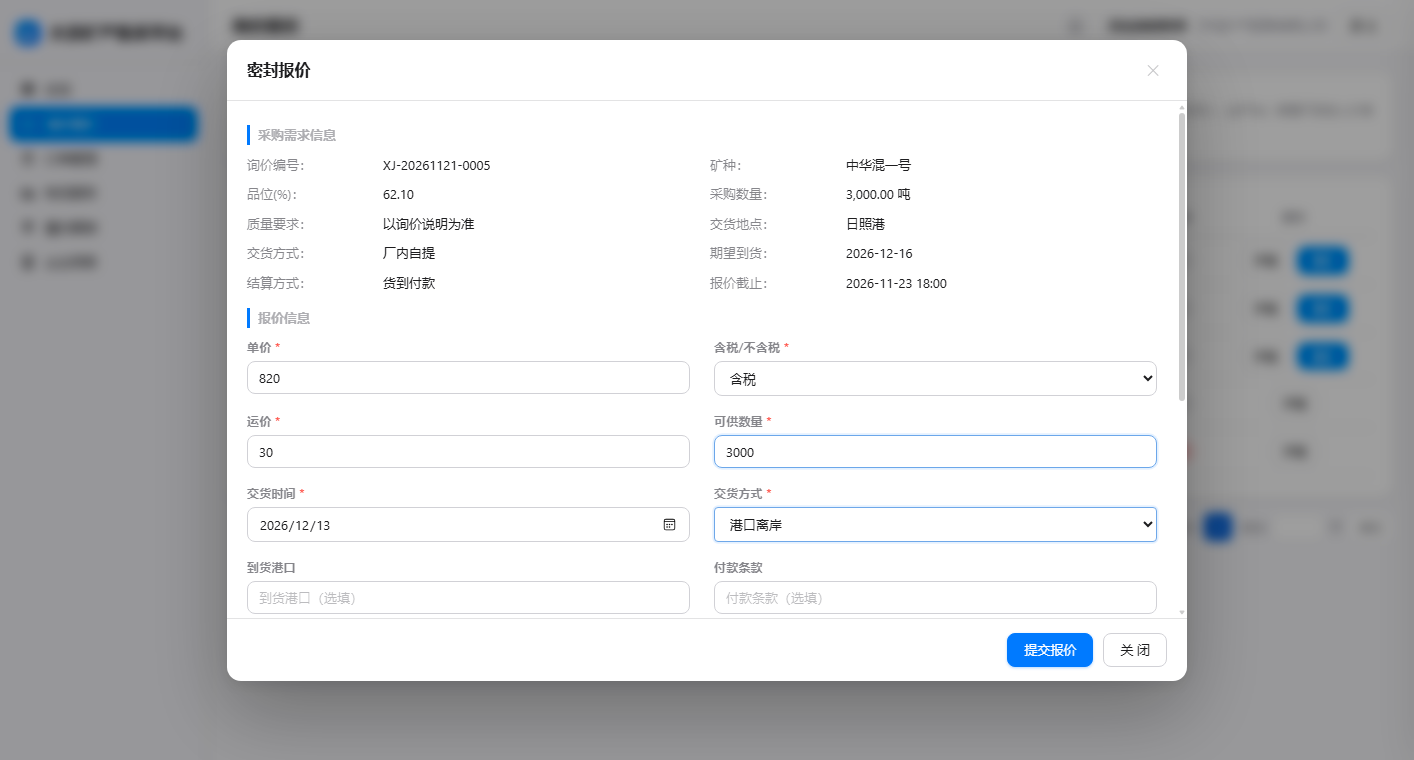 密封报价
采购需求信息
询价编号： XJ-20261121-0005 矿种： 中华混一号
品位(%)： 62.10 采购数量： 3,000.00 吨
质量要求： 以询价说明为准 交货地点： 日照港
交货方式： 厂内自提 期望到货： 2026-12-16
结算方式： 货到付款 报价截止： 2026-11-23 18:00
报价信息
单价 * 含税/不含税 *
820 含税
运价 * 可供数量 *
30 3000
交货时间 * 交货方式 *
2026/12/13 港口离岸
到货港口 付款条款
到货港口（选填） 付款条款（选填）
提交报价 关 闭